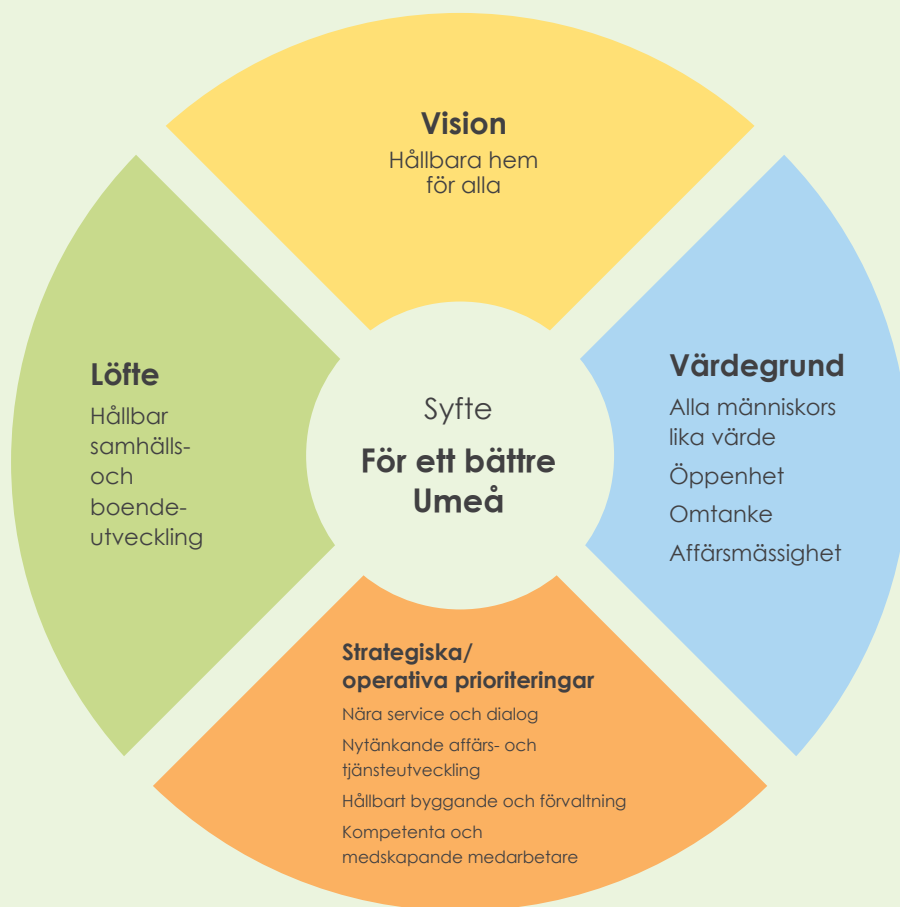 Vision
Hållbara hem
för alla
Löfte
Hållbar
samhälls-
och
boende-
utveckling
Syfte
För ett bättre
Umeå
Värdegrund
Alla människors
lika värde
Öppenhet
Omtanke
Affärsmässighet
Strategiska/
operativa prioriteringar
Nära service och dialog
Nytänkande affärs- och
tjänsteutveckling
Hållbart byggande och förvaltning
Kompetenta och
medskapande medarbetare